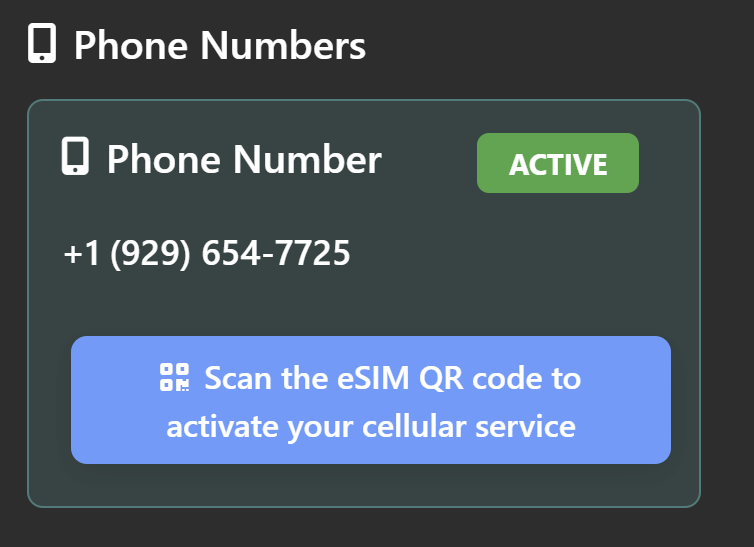 Phone Numbers
Phone Number
ACTIVE
+1 (929) 654-7725
Scan the eSIM QR code to
activate your cellular service